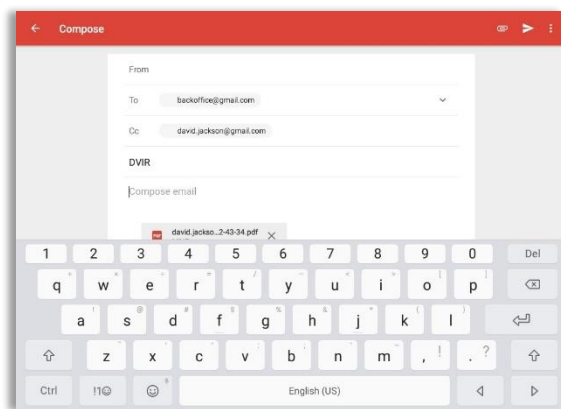 Compose
From
To backoffice@gmail.com
Cc david.jackson@gmail.com
DVIR
Compose email
PDF david.jackso...2-43-34.pdf
1 2 3 4 5 6 7 8 9 0 Del
q w e r t y u i o p
a s d f g h j k l
z x c v b n m , ! . ?
Ctrl !1☺ English (US)